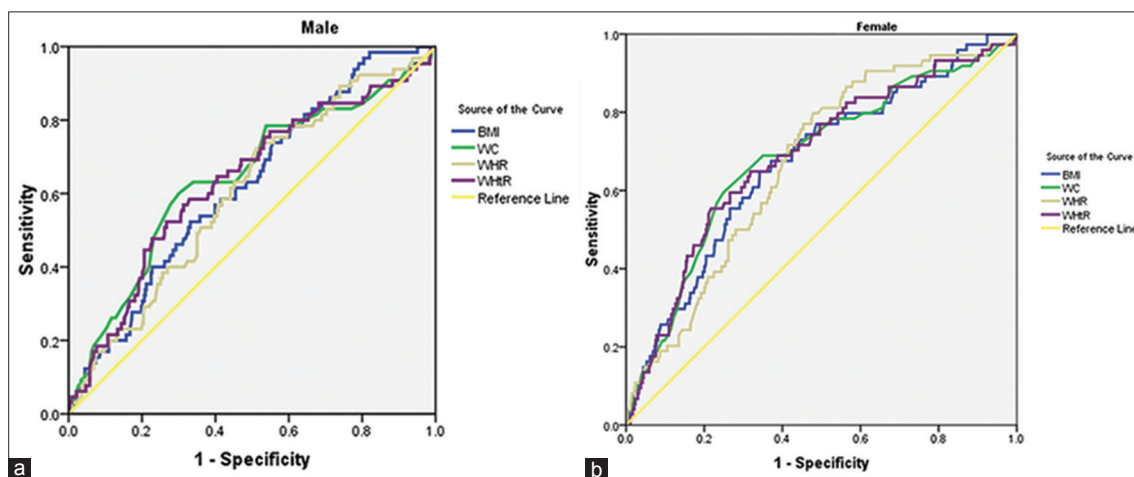 Male
Sensitivity
1.0
0.8
0.6
0.4
0.2
0.0
0.0 0.2 0.4 0.6 0.8 1.0
1 - Specificity
Source of the Curve
BMI
WC
WHR
WHtR
Reference Line
a
Female
Sensitivity
1.0
0.8
0.6
0.4
0.2
0.0
0.0 0.2 0.4 0.6 0.8 1.0
1 - Specificity
Source of the Curve
BMI
WC
WHR
WHtR
Reference Line
b